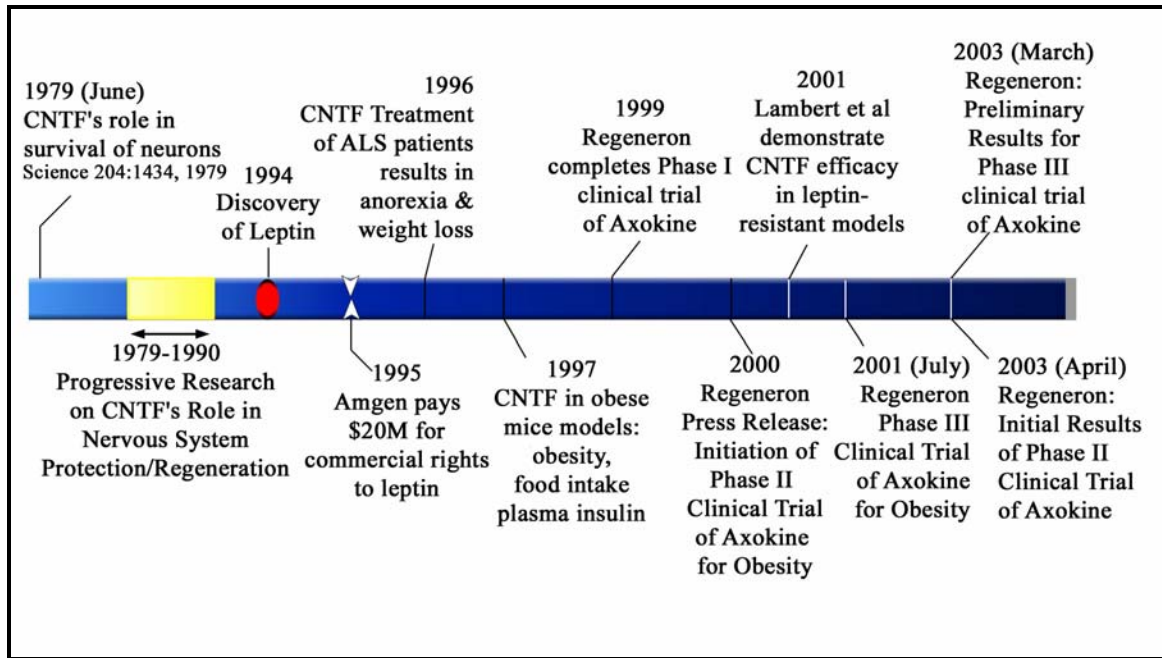 1979 (June)
CNTF's role in
survival of neurons
Science 204:1434, 1979
1994
Discovery
of Leptin
1996
CNTF Treatment
of ALS patients
results in
anorexia &
weight loss
1999
Regeneron
completes Phase I
clinical trial
of Axokine
2001
Lambert et al
demonstrate
CNTF efficacy
in leptin-
resistant models
2003 (March)
Regeneron:
Preliminary
Results for
Phase III
clinical trial
of Axokine
1979-1990
Progressive Research
on CNTF's Role in
Nervous System
Protection/Regeneration
1995
Amgen pays
$20M for
commercial rights
to leptin
1997
CNTF in obese
mice models:
obesity,
food intake
plasma insulin
2000
Regeneron
Press Release:
Initiation of
Phase II
Clinical Trial
of Axokine
for Obesity
2001 (July)
Regeneron
Phase III
Clinical Trial
of Axokine
for Obesity
2003 (April)
Regeneron:
Initial Results
of Phase II
Clinical Trial
of Axokine